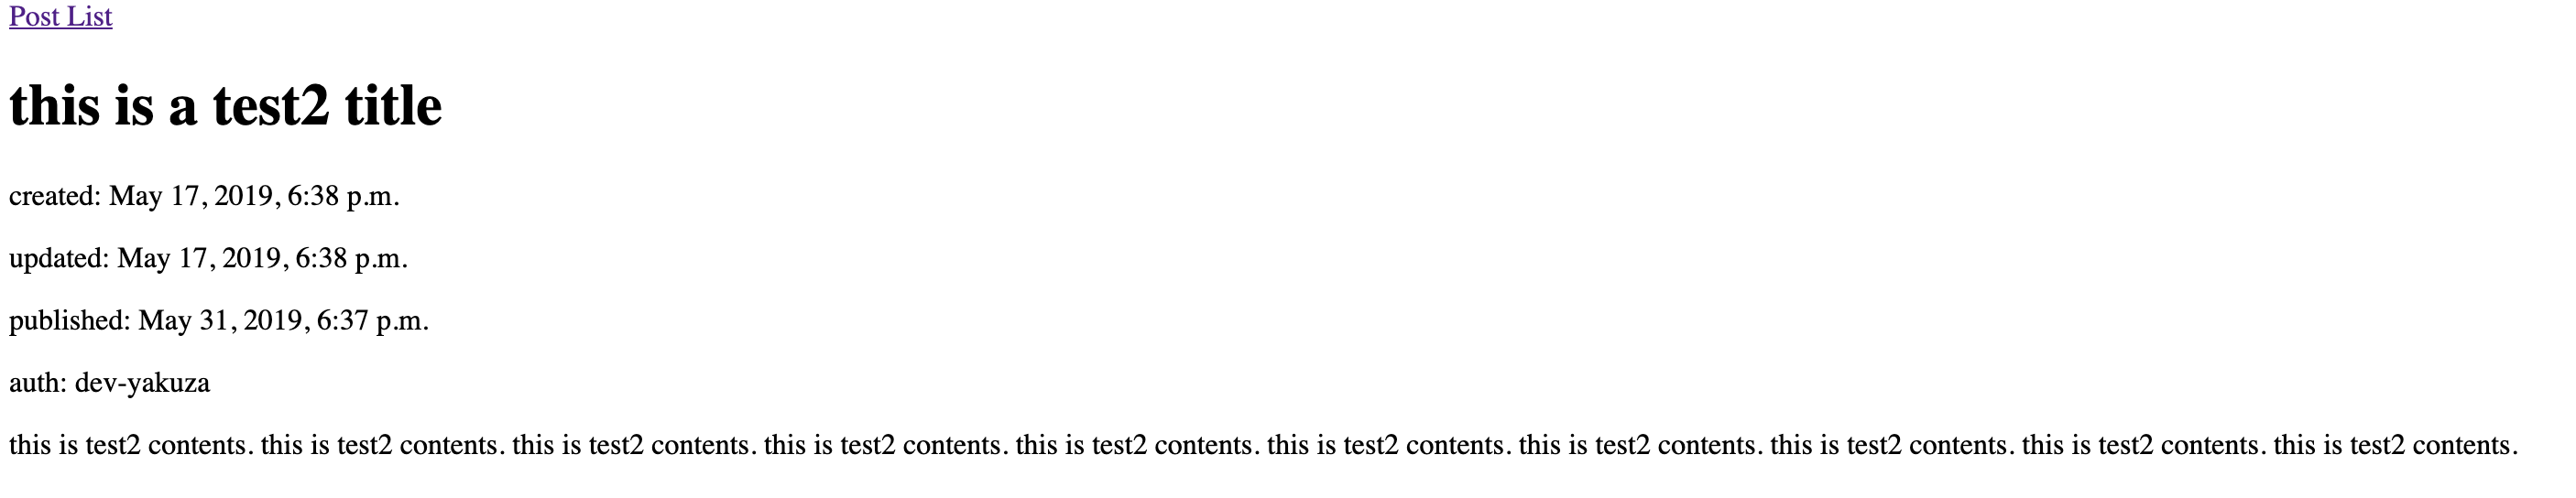 Post List
this is a test2 title
created: May 17, 2019, 6:38 p.m.
updated: May 17, 2019, 6:38 p.m.
published: May 31, 2019, 6:37 p.m.
auth: dev-yakuza
this is test2 contents. this is test2 contents. this is test2 contents. this is test2 contents. this is test2 contents. this is test2 contents. this is test2 contents. this is test2 contents. this is test2 contents. this is test2 contents.